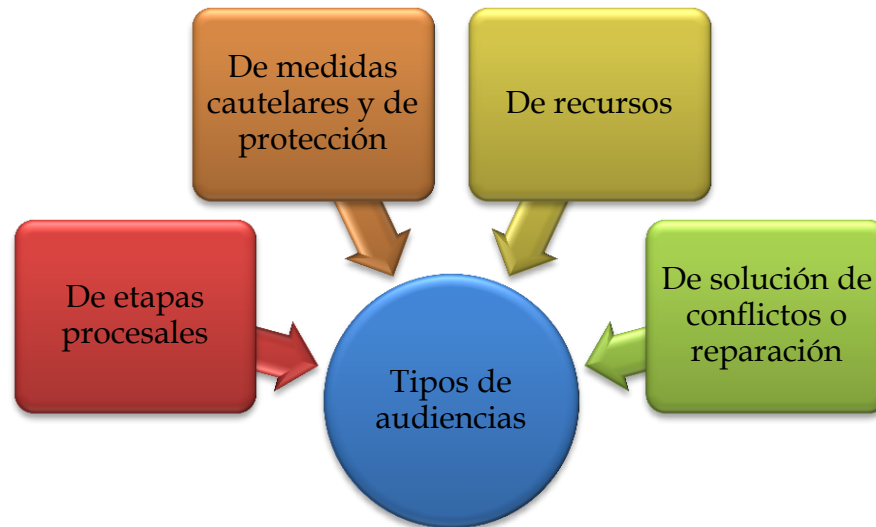 De medidas
cautelares y de
protección
De recursos
De etapas
procesales
De solución de
conflictos o
reparación
Tipos de
audiencias